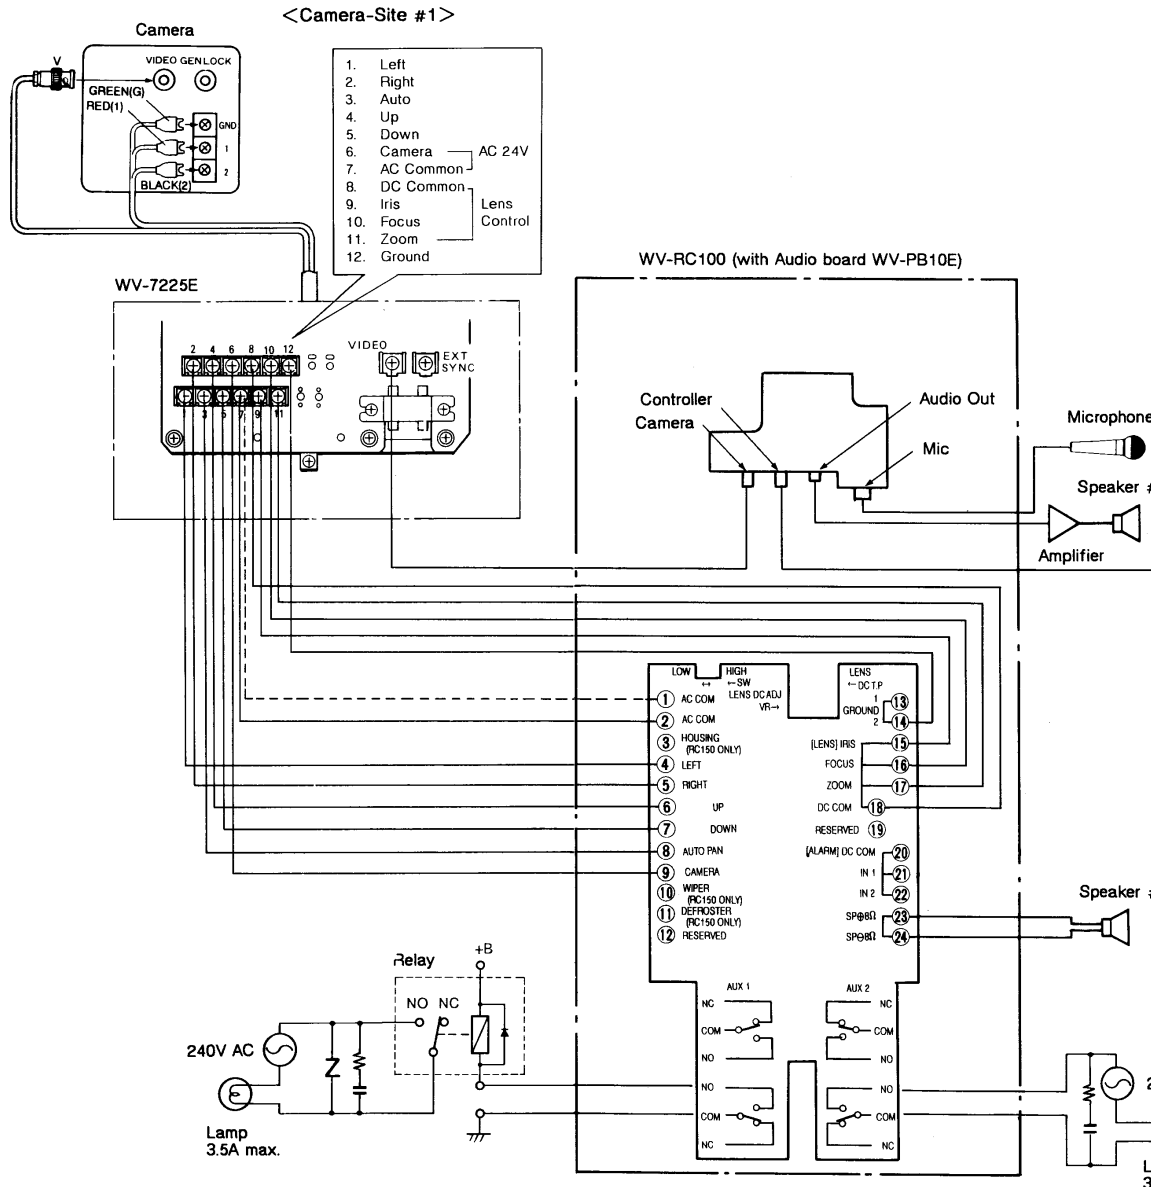 <Camera-Site #1>
Camera
V
VIDEO GENLOCK
GREEN(G)
RED(1)
GND
1
2
BLACK(2)
1. Left
2. Right
3. Auto
4. Up
5. Down
6. Camera AC 24V
7. AC Common
8. DC Common
9. Iris Lens
10. Focus Control
11. Zoom
12. Ground
WV-7225E
2 4 6 8 10 12
VIDEO
EXT
SYNC
1 3 5 7 9 11
WV-RC100 (with Audio board WV-PB10E)
Controller
Camera
Audio Out
Mic
Microphone
Speaker #
Amplifier
LOW HIGH
↔ ←SW
LENS DC ADJ
VR→
LENS
←DC T.P
1 AC COM
2 AC COM
3 HOUSING
(RC150 ONLY)
4 LEFT
5 RIGHT
6 UP
7 DOWN
8 AUTO PAN
9 CAMERA
10 WIPER
(RC150 ONLY)
11 DEFROSTER
(RC150 ONLY)
12 RESERVED
1 13
GROUND
2 14
[LENS] IRIS 15
FOCUS 16
ZOOM 17
DC COM 18
RESERVED 19
[ALARM] DC COM 20
IN 1 21
IN 2 22
SP⊕8Ω 23
SP⊖8Ω 24
Speaker #
AUX 1
NC
COM
NO
NO
COM
NC
AUX 2
NC
COM
NO
NO
COM
NC
+B
Relay
NO NC
240V AC
Lamp
3.5A max.
2
L
3